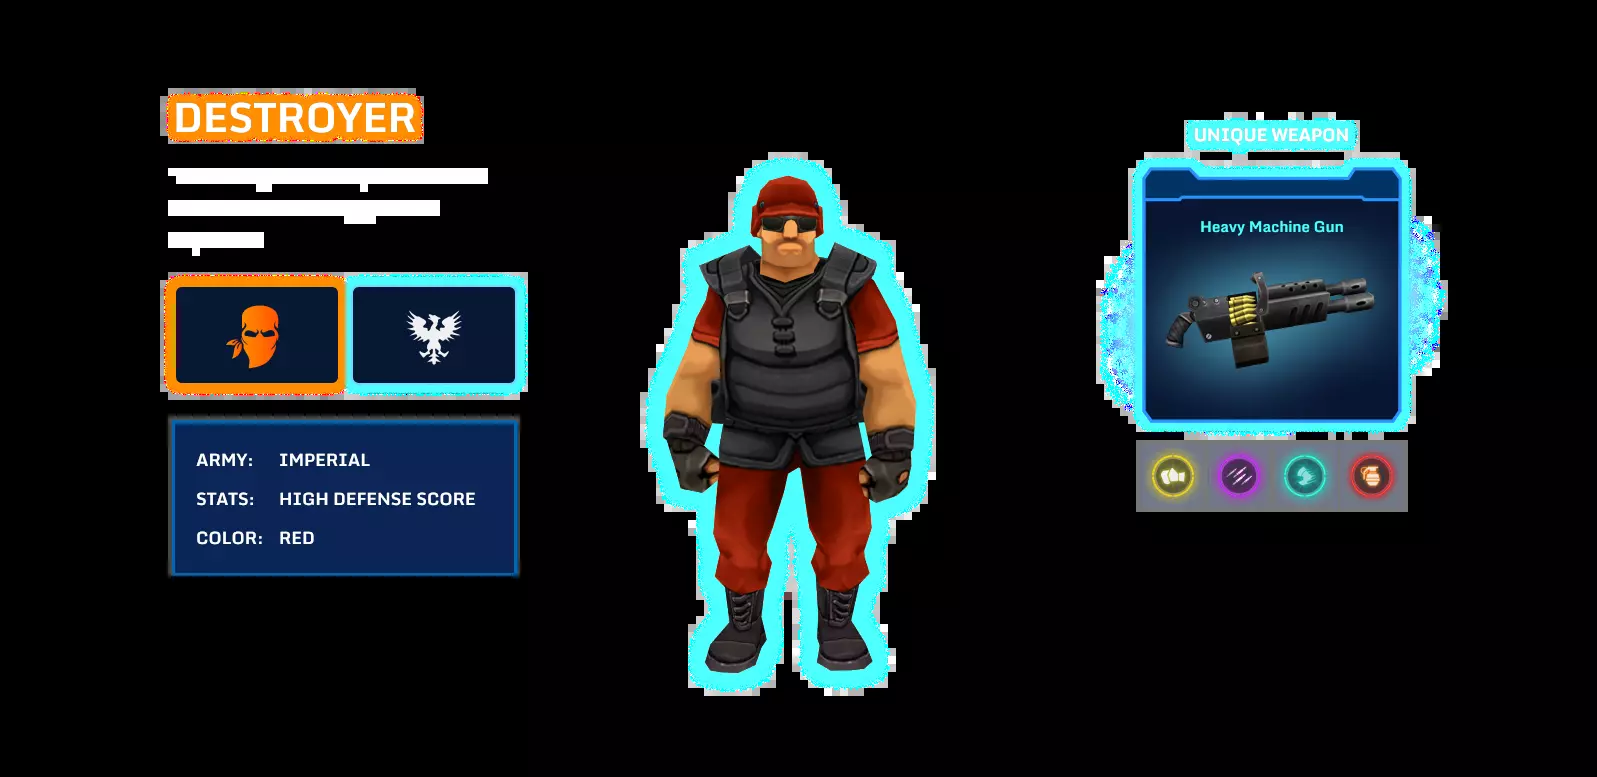 DESTROYER
UNIQUE WEAPON
Heavy Machine Gun
ARMY: IMPERIAL
STATS: HIGH DEFENSE SCORE
COLOR: RED